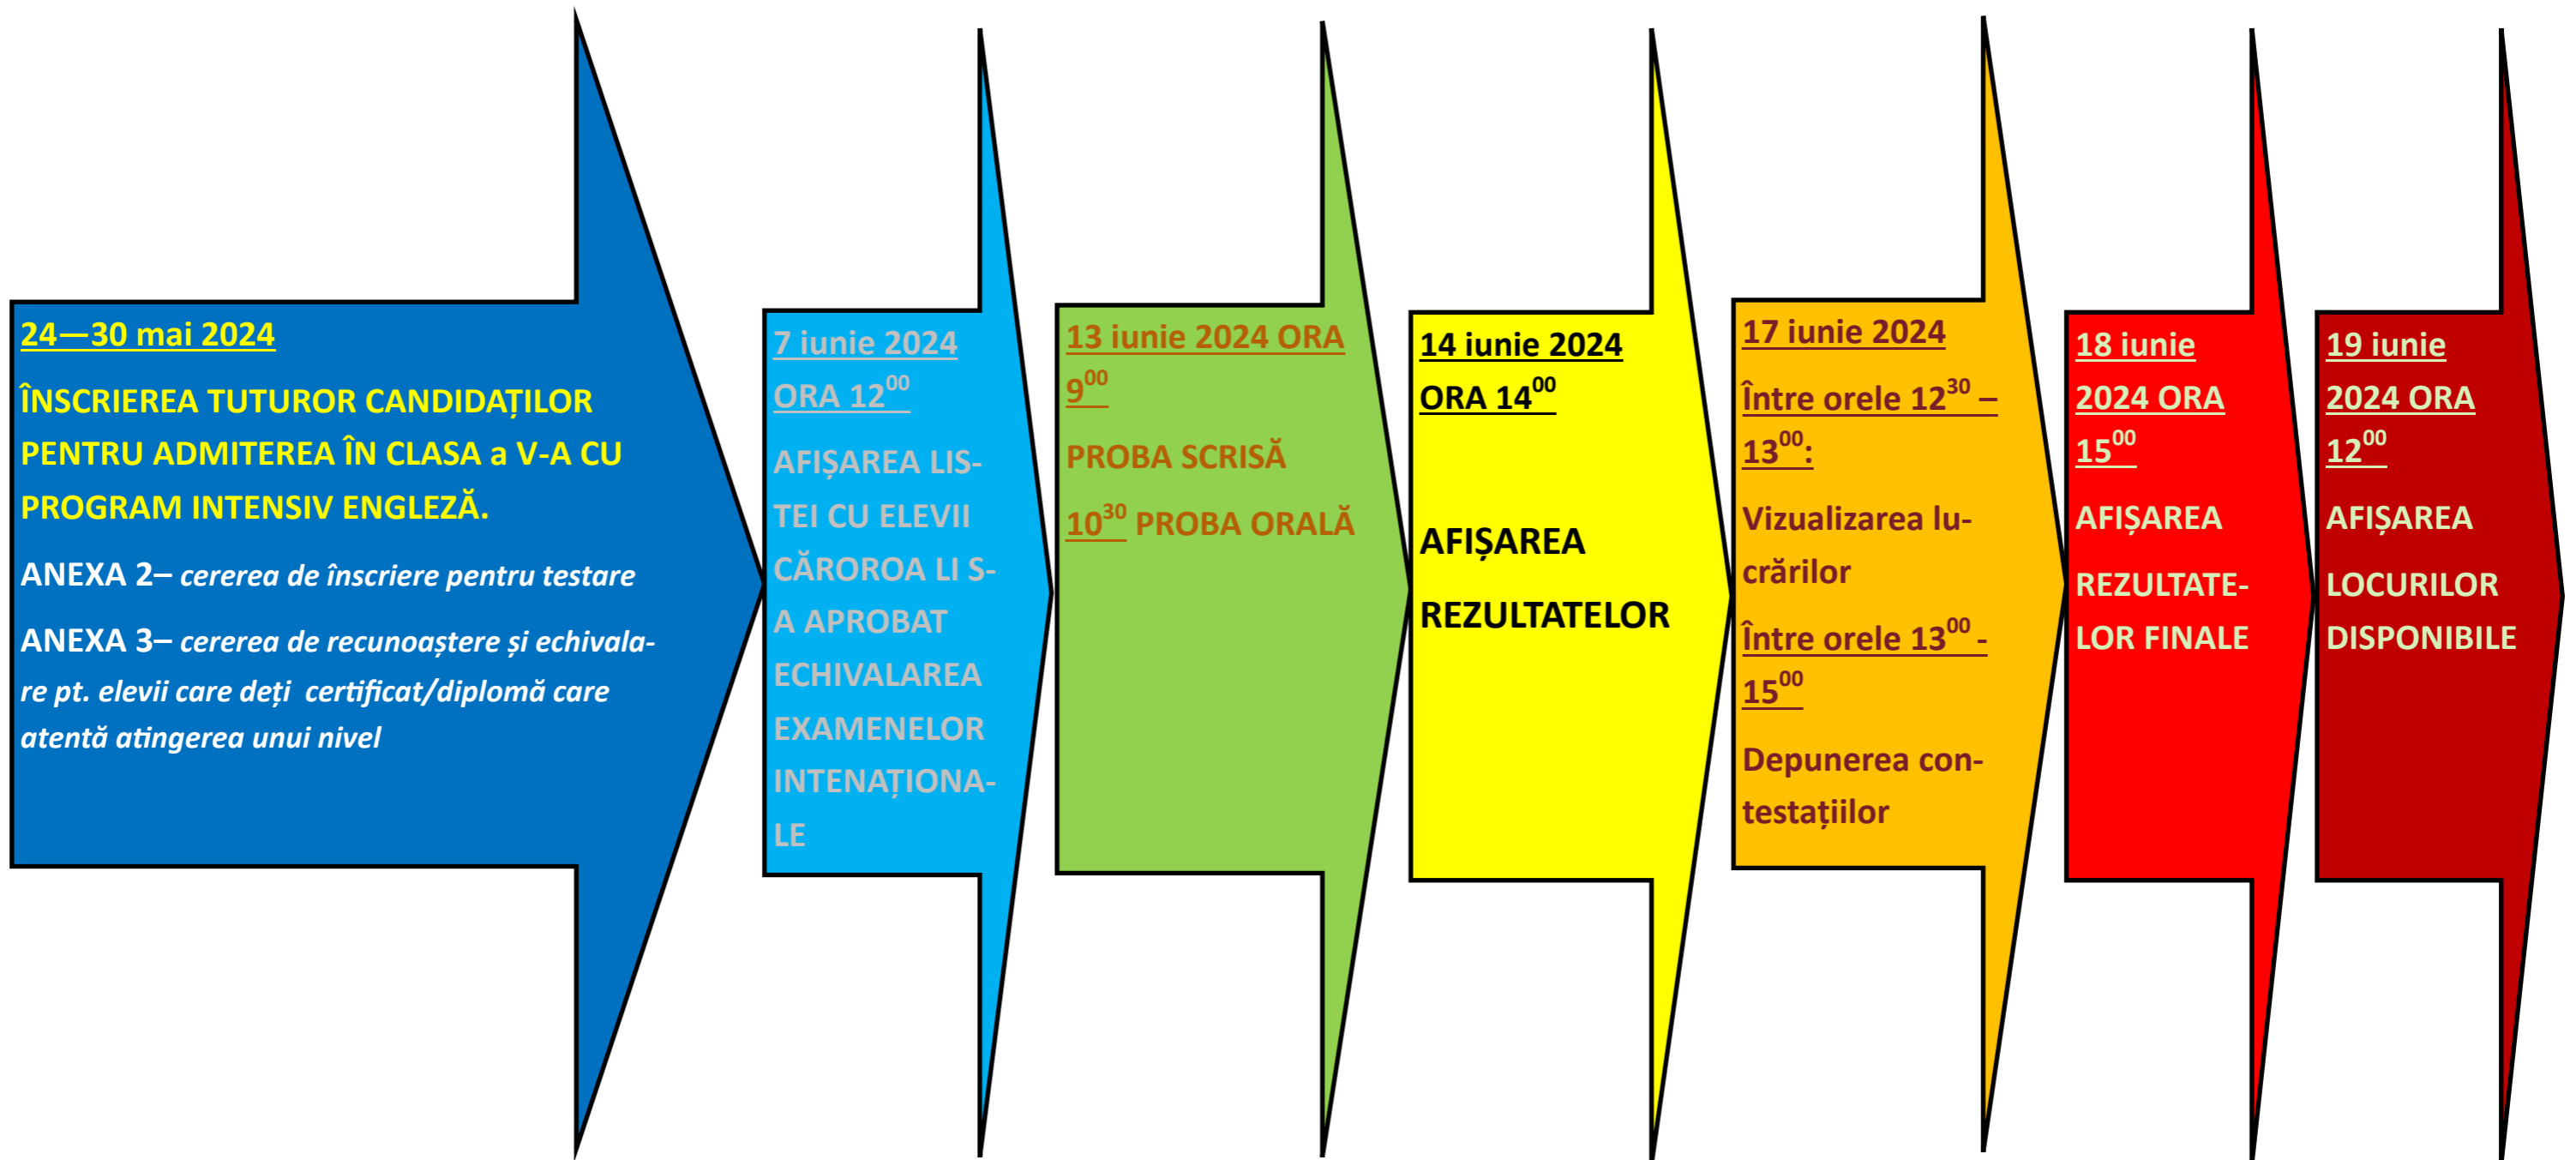 24—30 mai 2024
ÎNSCRIEREA TUTUROR CANDIDAȚILOR
PENTRU ADMITEREA ÎN CLASA a V-A CU
PROGRAM INTENSIV ENGLEZĂ.
ANEXA 2– cererea de înscriere pentru testare
ANEXA 3– cererea de recunoaștere și echivala-
re pt. elevii care deți certificat/diplomă care
atentă atingerea unui nivel
7 iunie 2024
ORA 12⁰⁰
AFIȘAREA LIS-
TEI CU ELEVII
CĂROROA LI S-
A APROBAT
ECHIVALAREA
EXAMENELOR
INTENAȚIONA-
LE
13 iunie 2024 ORA
9⁰⁰
PROBA SCRISĂ
10³⁰ PROBA ORALĂ
14 iunie 2024
ORA 14⁰⁰
AFIȘAREA
REZULTATELOR
17 iunie 2024
Între orele 12³⁰ –
13⁰⁰:
Vizualizarea lu-
crărilor
Între orele 13⁰⁰ -
15⁰⁰
Depunerea con-
testațiilor
18 iunie
2024 ORA
15⁰⁰
AFIȘAREA
REZULTATE-
LOR FINALE
19 iunie
2024 ORA
12⁰⁰
AFIȘAREA
LOCURILOR
DISPONIBILE